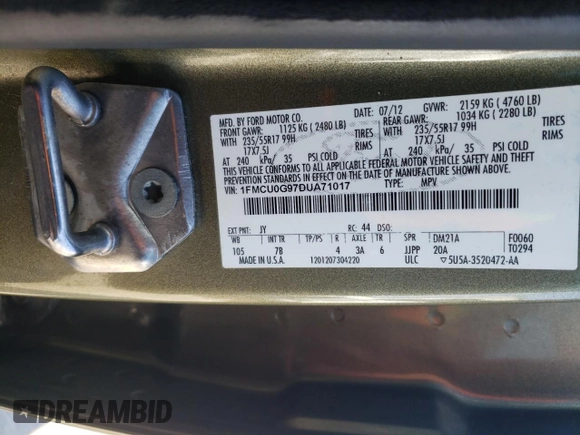 MFD. BY FORD MOTOR CO. 07/12 GVWR: 2159 KG ( 4760 LB)
FRONT GAWR: 1125 KG ( 2480 LB) REAR GAWR: 1034 KG ( 2280 LB)
WITH 235/55R17 99H TIRES WITH 235/55R17 99H TIRES
17X7.5J RIMS 17X7.5J RIMS
AT 240 kPa/ 35 PSI COLD AT 240 kPa/ 35 PSI COLD
THIS VEHICLE CONFORMS TO ALL APPLICABLE FEDERAL MOTOR VEHICLE SAFETY AND THEFT
PREVENTION STANDARDS IN EFFECT ON THE DATE OF MANUFACTURE SHOWN ABOVE.
VIN: 1FMCU0G97DUA71017 TYPE: MPV
EXT PNT: JY RC: 44 DSO: F0060
WB INT TR TP/PS R AXLE TR SPR DM21A T0294
105 7B 4 3A 6 JJPP 20A
MADE IN U.S.A. 1201207304220 ULC ▽5U5A-3520472-AA
DREAMBID